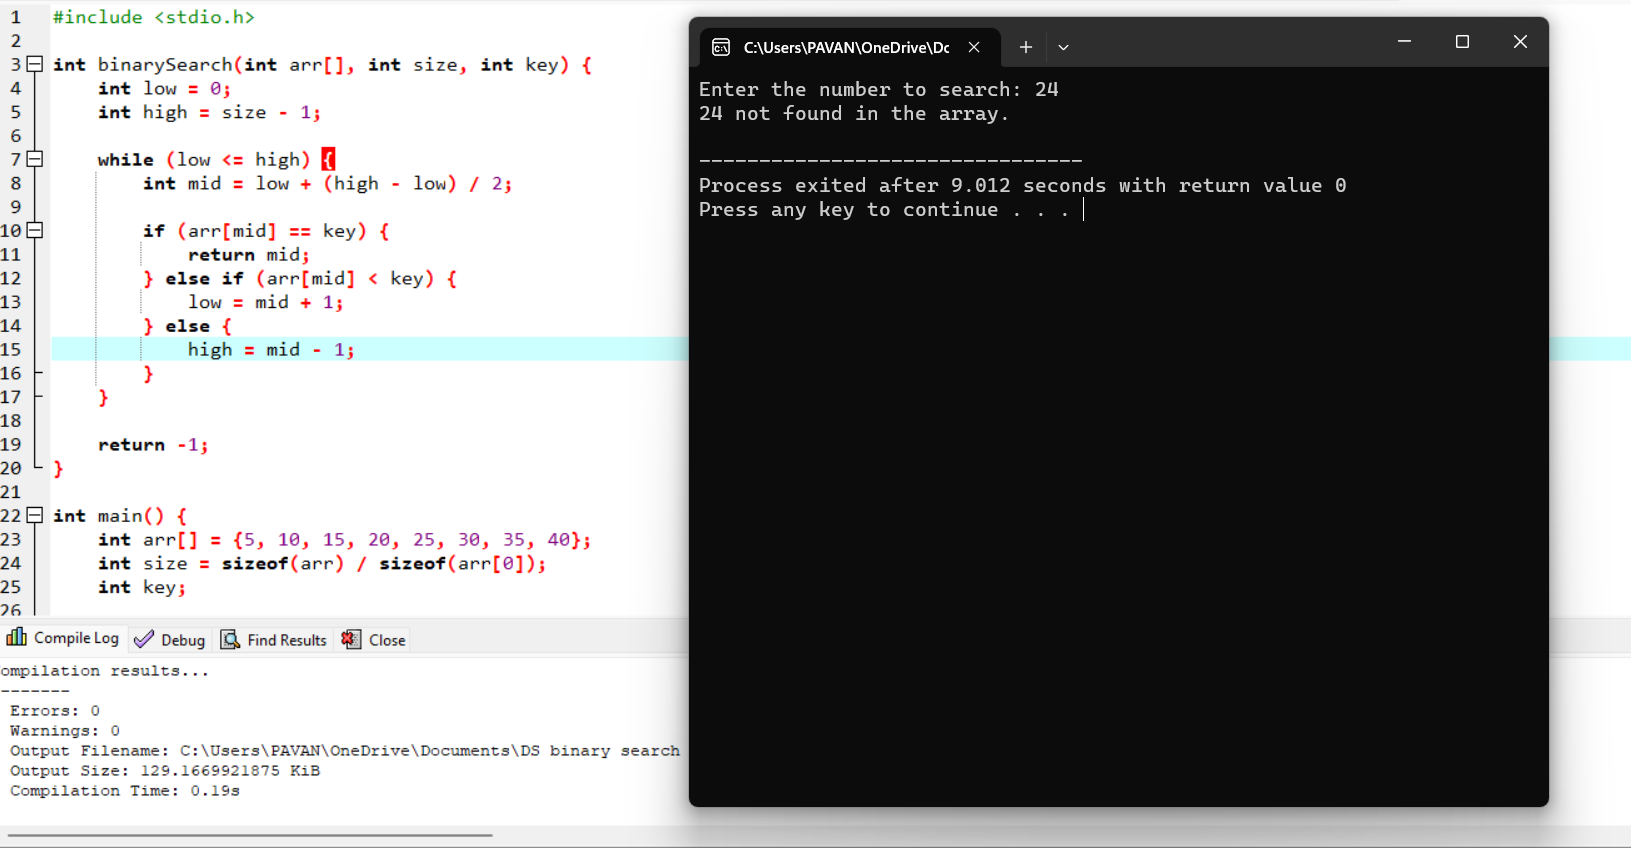 1 #include <stdio.h>
2
3 int binarySearch(int arr[], int size, int key) {
4     int low = 0;
5     int high = size - 1;
6
7     while (low <= high) {
8         int mid = low + (high - low) / 2;
9
10         if (arr[mid] == key) {
11             return mid;
12         } else if (arr[mid] < key) {
13             low = mid + 1;
14         } else {
15             high = mid - 1;
16         }
17     }
18
19     return -1;
20 }
21
22 int main() {
23     int arr[] = {5, 10, 15, 20, 25, 30, 35, 40};
24     int size = sizeof(arr) / sizeof(arr[0]);
25     int key;
26
Compile Log Debug Find Results Close
ompilation results...
-------
Errors: 0
Warnings: 0
Output Filename: C:\Users\PAVAN\OneDrive\Documents\DS binary search
Output Size: 129.1669921875 KiB
Compilation Time: 0.19s
C:\Users\PAVAN\OneDrive\Dc
Enter the number to search: 24
24 not found in the array.
--------------------------------
Process exited after 9.012 seconds with return value 0
Press any key to continue . . .